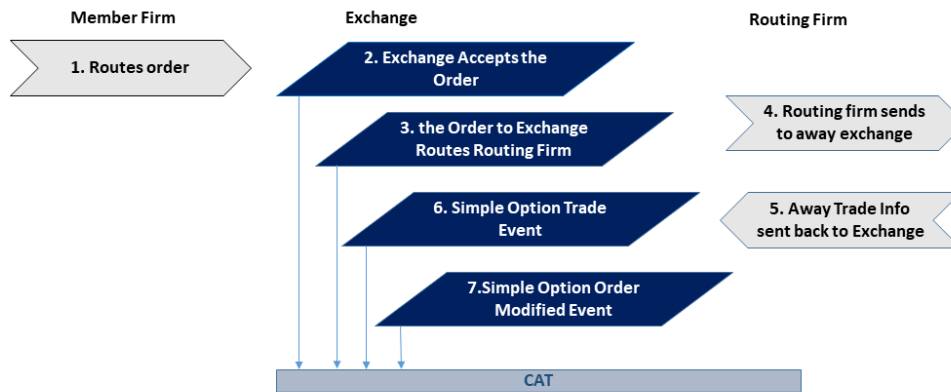 Member Firm
Exchange
Routing Firm
1. Routes order
2. Exchange Accepts the
Order
3. the Order to Exchange
Routes Routing Firm
4. Routing firm sends
to away exchange
6. Simple Option Trade
Event
5. Away Trade Info
sent back to Exchange
7.Simple Option Order
Modified Event
CAT